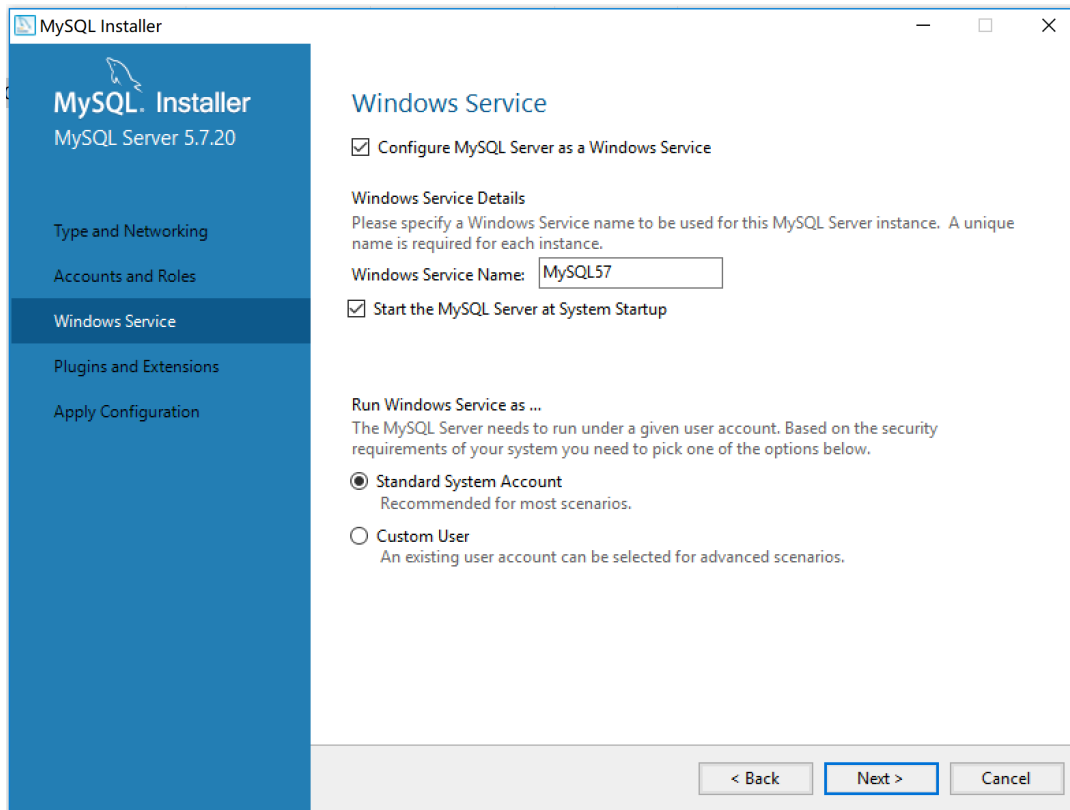 MySQL Installer
MySQL. Installer
MySQL Server 5.7.20
Type and Networking
Accounts and Roles
Windows Service
Plugins and Extensions
Apply Configuration
Windows Service
Configure MySQL Server as a Windows Service
Windows Service Details
Please specify a Windows Service name to be used for this MySQL Server instance.  A unique
name is required for each instance.
Windows Service Name: MySQL57
Start the MySQL Server at System Startup
Run Windows Service as ...
The MySQL Server needs to run under a given user account. Based on the security
requirements of your system you need to pick one of the options below.
Standard System Account
Recommended for most scenarios.
Custom User
An existing user account can be selected for advanced scenarios.
< Back Next > Cancel